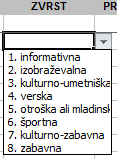 ZVRST PR
1. informativna
2. izobraževalna
3. kulturno-umetniška
4. verska
5. otroška ali mladinsk
6. športna
7. kulturno-zabavna
8. zabavna